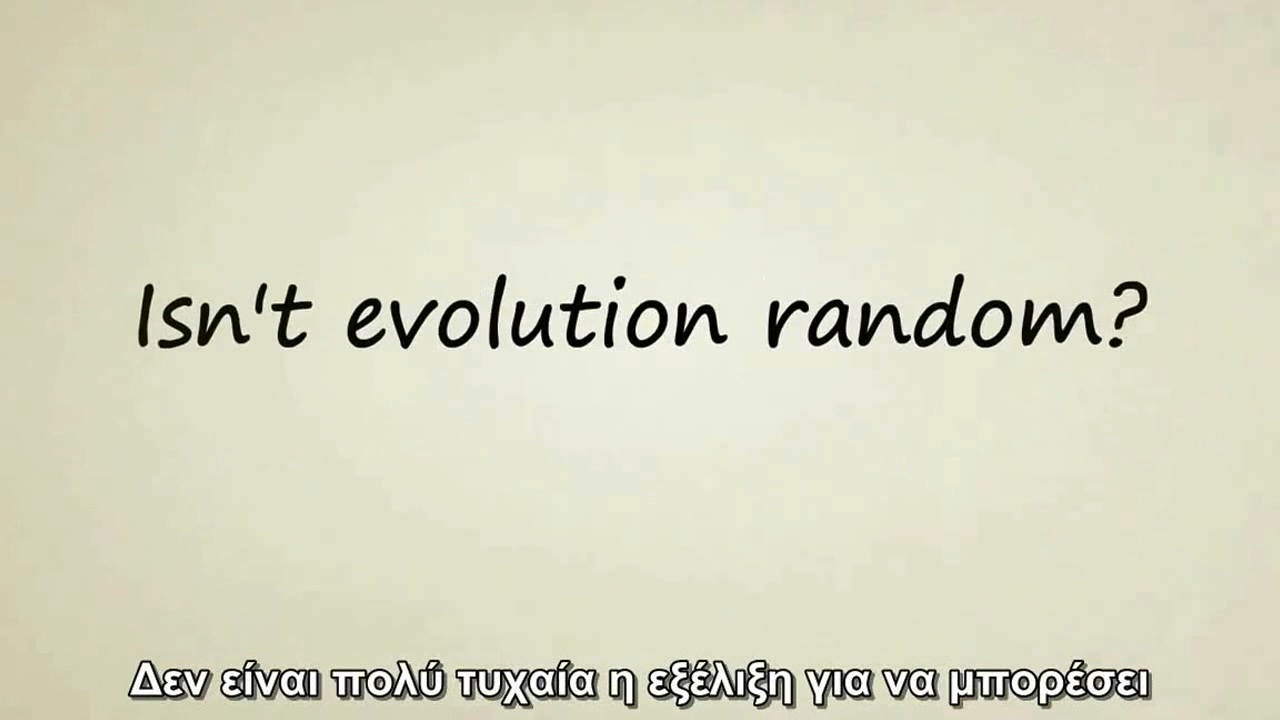 Isn't evolution random?
Δεν είναι πολύ τυχαία η εξέλιξη για να μπορέσει